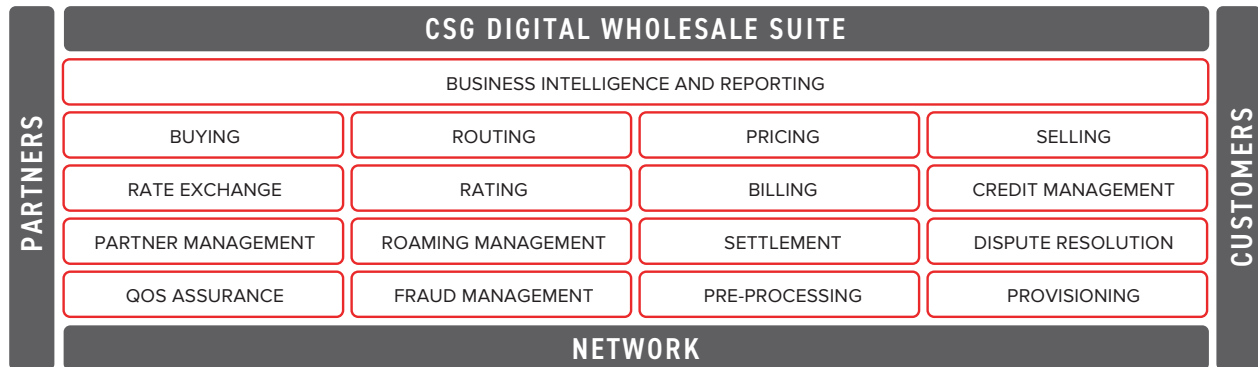 CSG DIGITAL WHOLESALE SUITE
PARTNERS
BUSINESS INTELLIGENCE AND REPORTING
BUYING
ROUTING
PRICING
SELLING
RATE EXCHANGE
RATING
BILLING
CREDIT MANAGEMENT
PARTNER MANAGEMENT
ROAMING MANAGEMENT
SETTLEMENT
DISPUTE RESOLUTION
QOS ASSURANCE
FRAUD MANAGEMENT
PRE-PROCESSING
PROVISIONING
CUSTOMERS
NETWORK